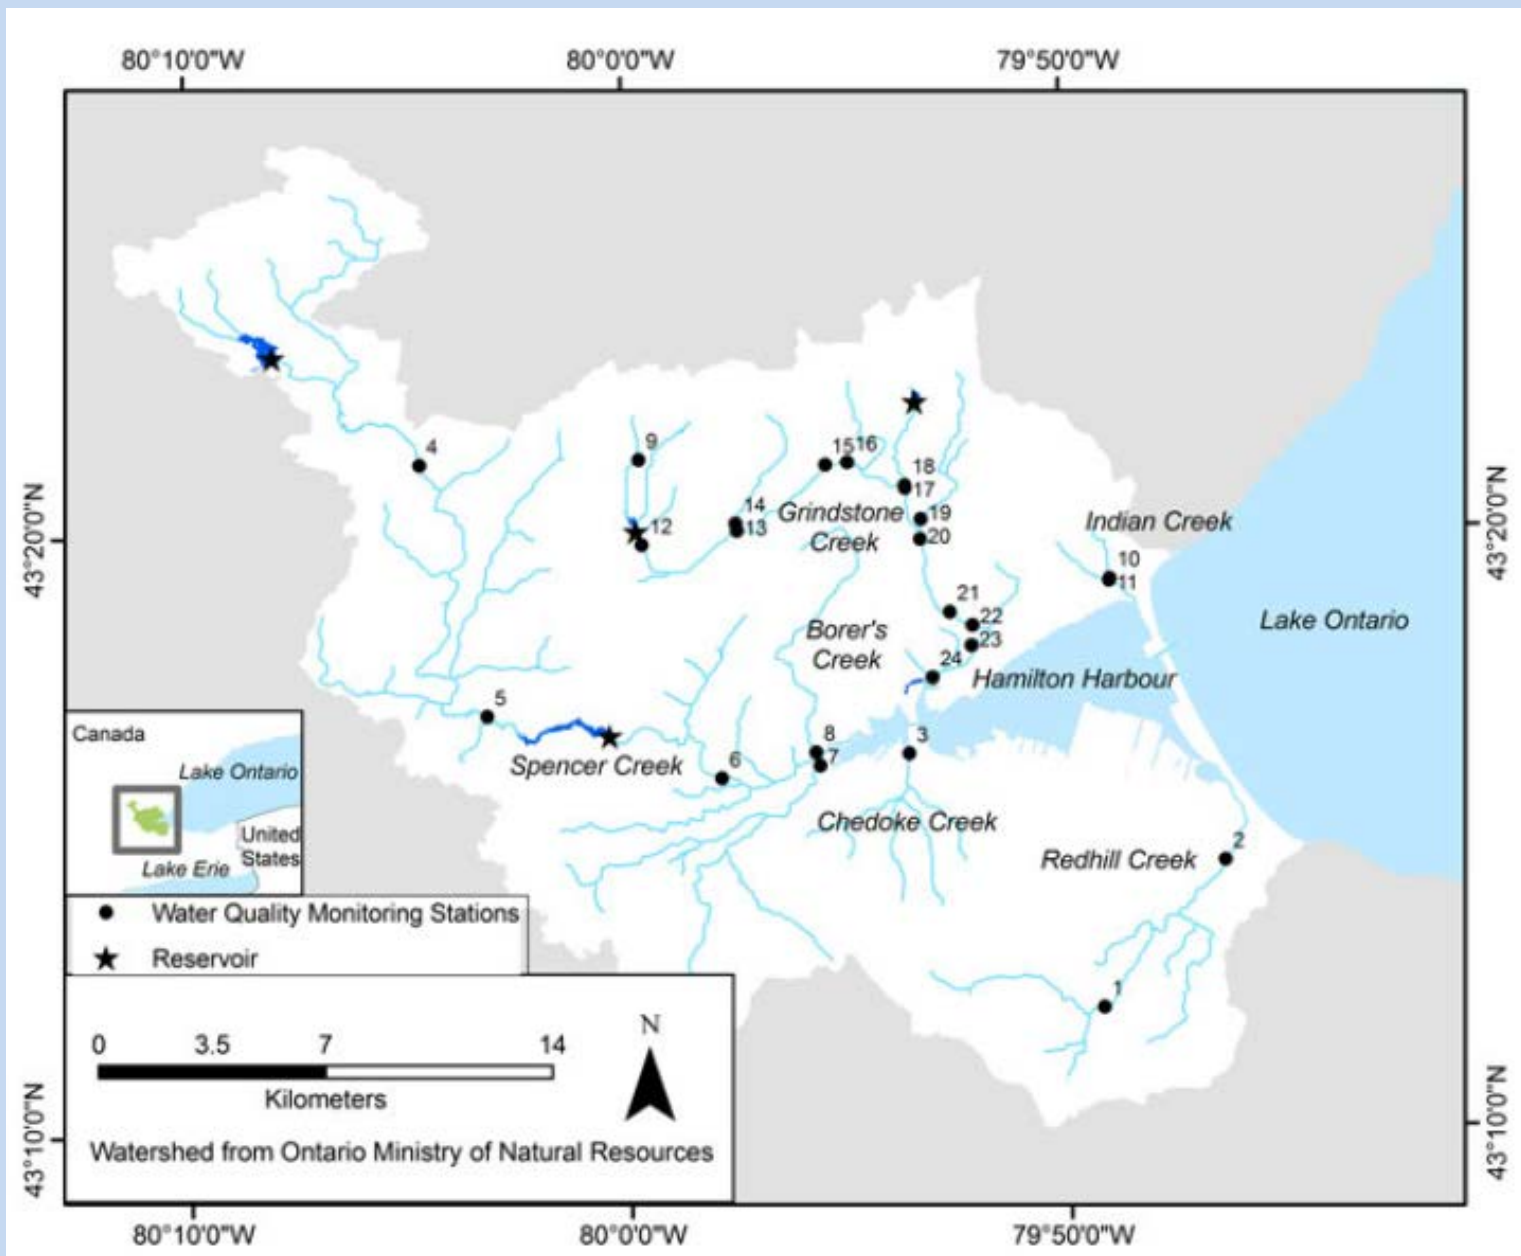 80°10'0"W
80°0'0"W
79°50'0"W
43°20'0"N
43°10'0"N
43°20'0"N
43°10'0"N
4
9
15
16
18
17
14
13
12
Grindstone
Creek
19
20
Indian Creek
10
11
21
22
23
24
Borer's
Creek
Lake Ontario
Hamilton Harbour
5
8
7
3
6
Spencer Creek
Chedoke Creek
Redhill Creek
2
1
Canada
Lake Ontario
United
States
Lake Erie
Water Quality Monitoring Stations
Reservoir
0 3.5 7 14
Kilometers
N
Watershed from Ontario Ministry of Natural Resources
80°10'0"W
80°0'0"W
79°50'0"W